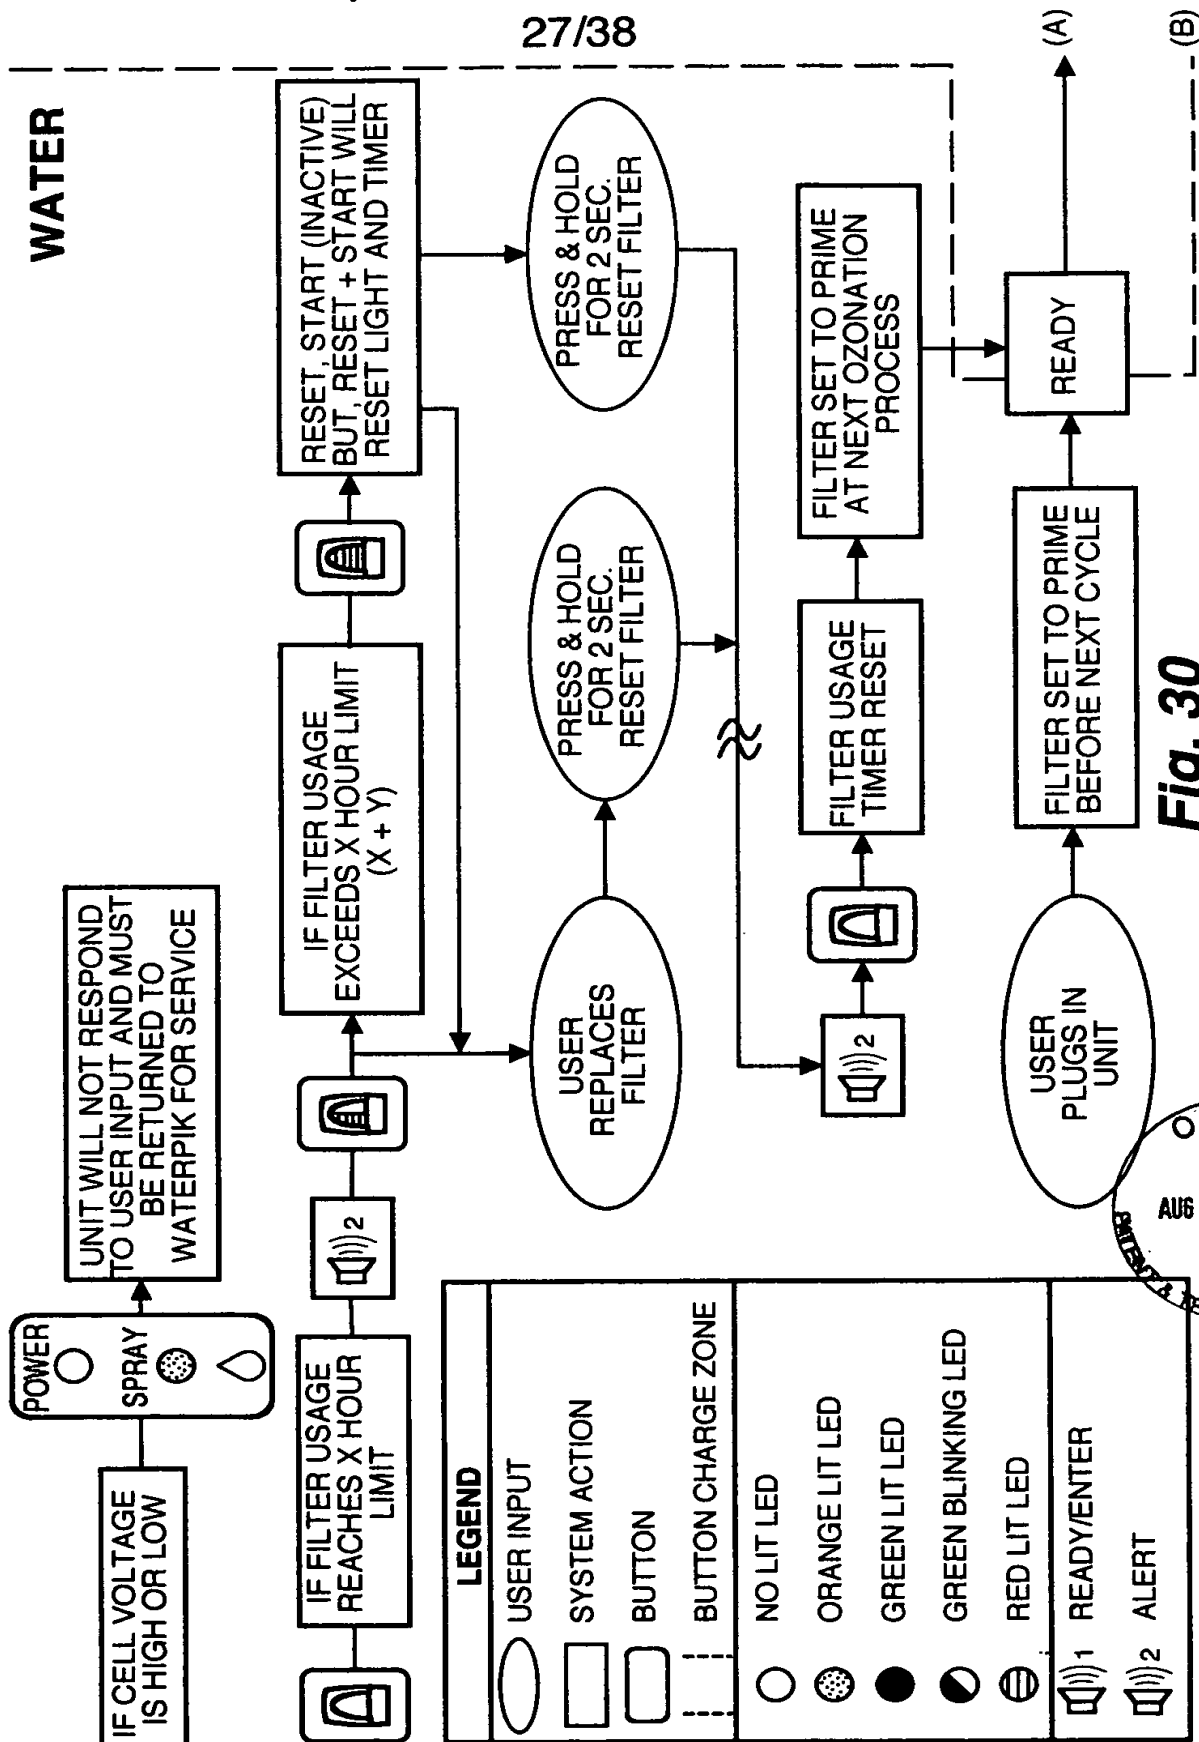 27/38
WATER
IF CELL VOLTAGE
IS HIGH OR LOW
POWER
SPRAY
UNIT WILL NOT RESPOND
TO USER INPUT AND MUST
BE RETURNED TO
WATERPIK FOR SERVICE
IF FILTER USAGE
REACHES X HOUR
LIMIT
2
IF FILTER USAGE
EXCEEDS X HOUR LIMIT
(X + Y)
RESET, START (INACTIVE)
BUT, RESET + START WILL
RESET LIGHT AND TIMER
USER
REPLACES
FILTER
PRESS & HOLD
FOR 2 SEC.
RESET FILTER
PRESS & HOLD
FOR 2 SEC.
RESET FILTER
2
FILTER USAGE
TIMER RESET
FILTER SET TO PRIME
AT NEXT OZONATION
PROCESS
USER
PLUGS IN
UNIT
FILTER SET TO PRIME
BEFORE NEXT CYCLE
READY
(A)
(B)
LEGEND
USER INPUT
SYSTEM ACTION
BUTTON
BUTTON CHARGE ZONE
NO LIT LED
ORANGE LIT LED
GREEN LIT LED
GREEN BLINKING LED
RED LIT LED
1 READY/ENTER
2 ALERT
PATENT & TR
AUG
Fig. 30